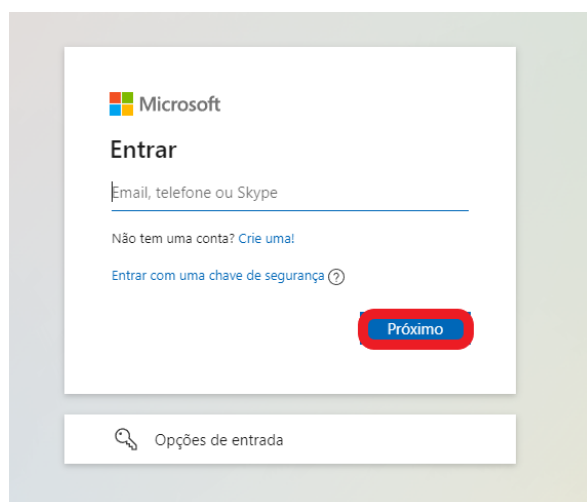 Microsoft
Entrar
Email, telefone ou Skype
Não tem uma conta? Crie uma!
Entrar com uma chave de segurança ?
Próximo
Opções de entrada